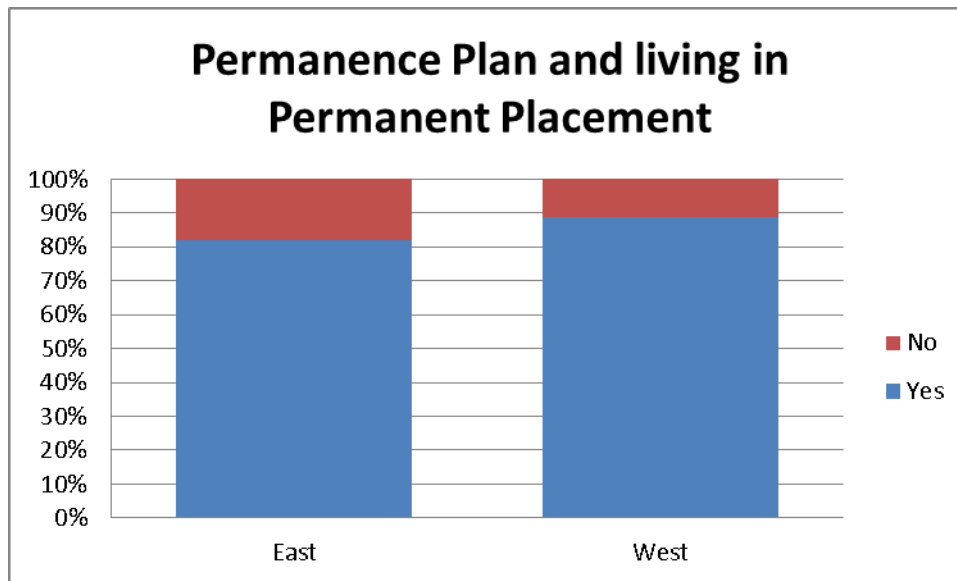 Permanence Plan and living in
Permanent Placement
100%
90%
80%
70%
60%
50%
40%
30%
20%
10%
0%
East
West
No
Yes